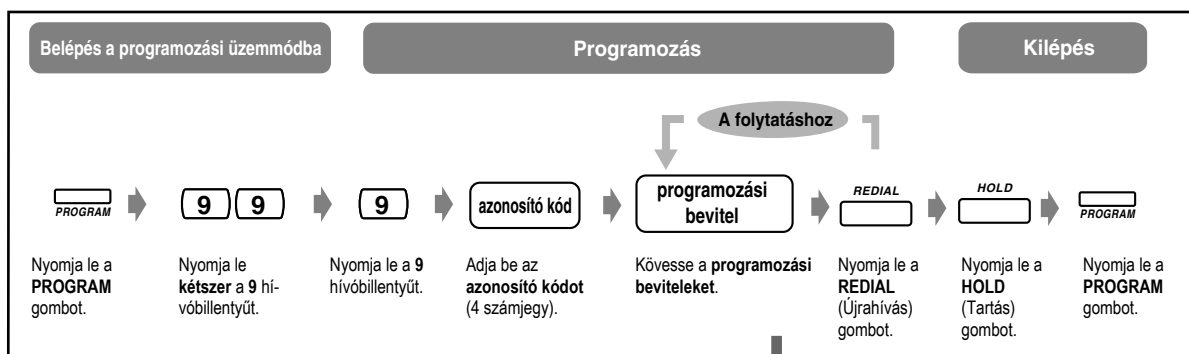 Belépés a programozási üzemmódba
Programozás
Kilépés
A folytatáshoz
PROGRAM
9 9
9
azonosító kód
programozási
bevitel
REDIAL
HOLD
PROGRAM
Nyomja le a
PROGRAM
gombot.
Nyomja le
kétszer a 9 hí-
vóbillentyűt.
Nyomja le a 9
hívóbillentyűt.
Adja be az
azonosító kódot
(4 számjegy).
Kövesse a programozási
beviteleket.
Nyomja le a
REDIAL
(Újrahívás)
gombot.
Nyomja le a
HOLD
(Tartás)
gombot.
Nyomja le a
PROGRAM
gombot.